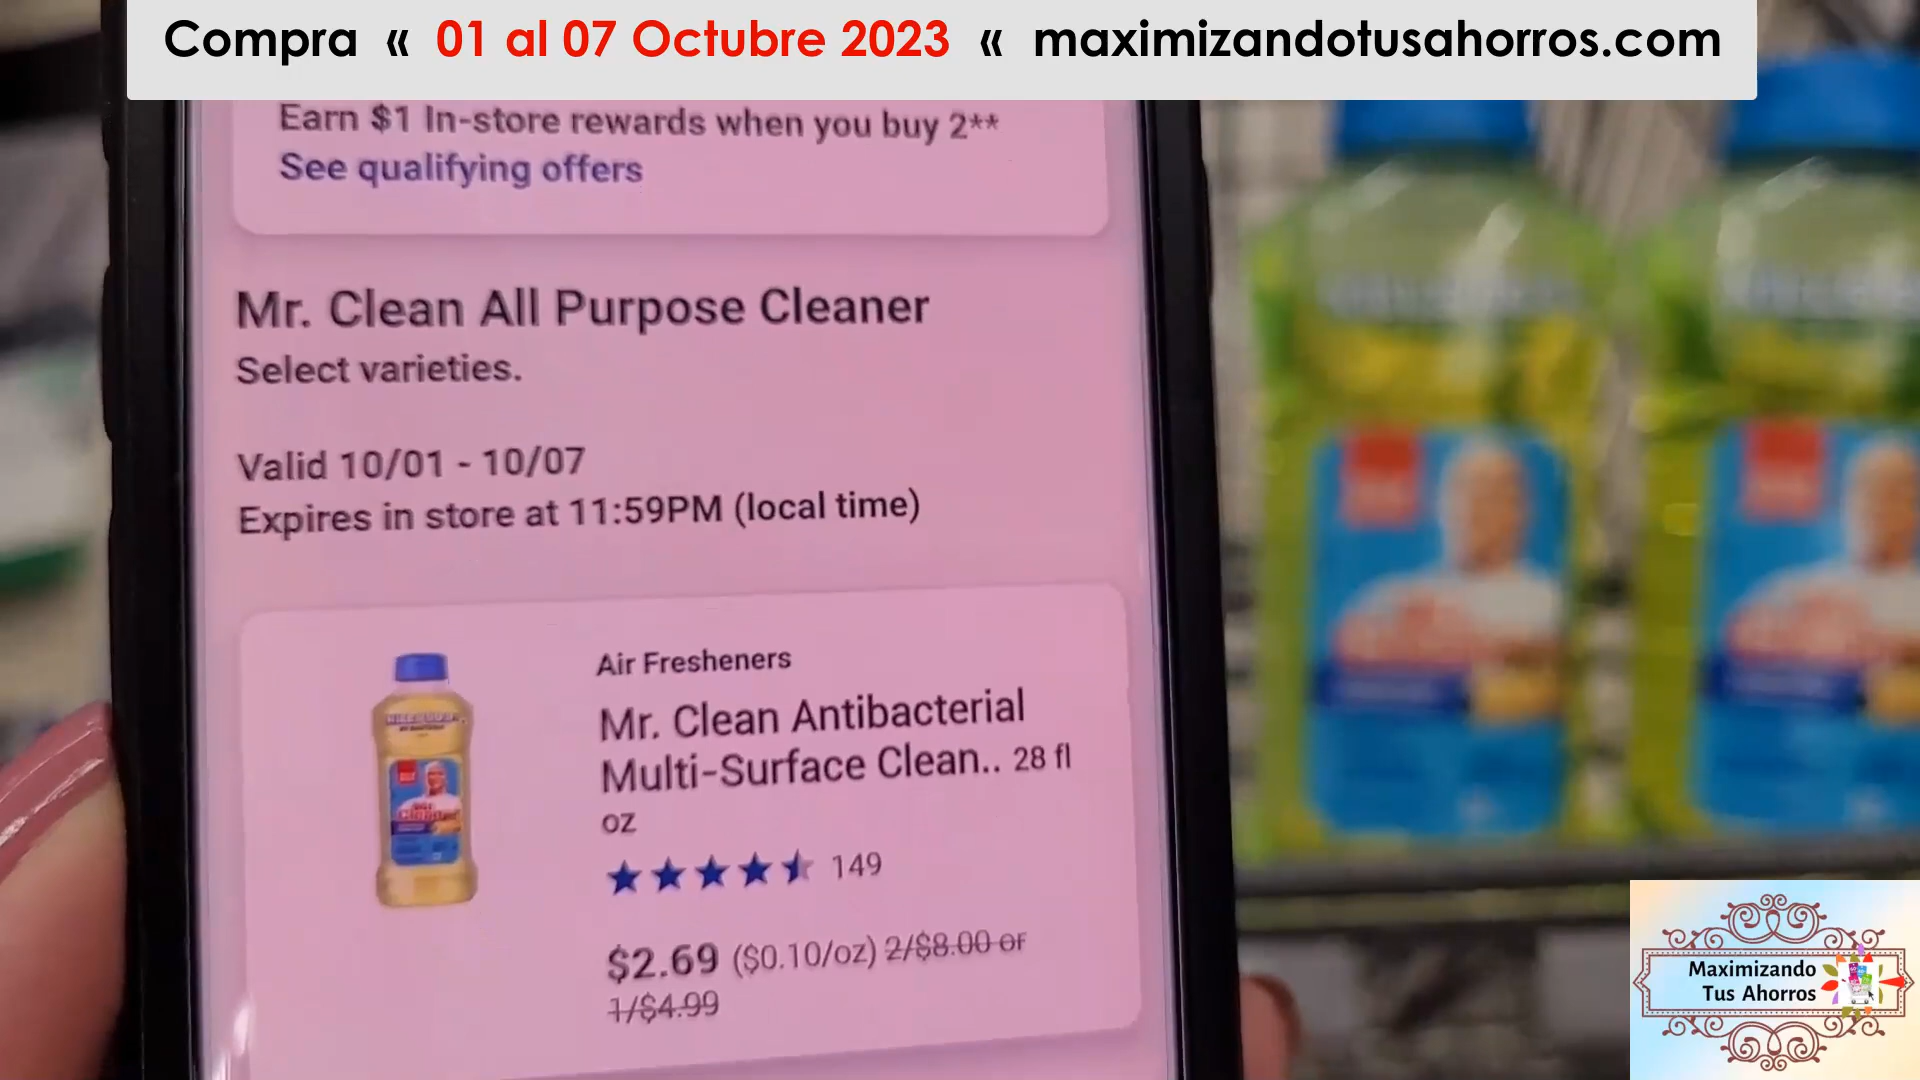 Compra « 01 al 07 Octubre 2023 « maximizandotusahorros.com
Earn $1 In-store rewards when you buy 2**
See qualifying offers
Mr. Clean All Purpose Cleaner
Select varieties.
Valid 10/01 - 10/07
Expires in store at 11:59PM (local time)
Air Fresheners
Mr. Clean Antibacterial
Multi-Surface Clean.. 28 fl
oz
149
$2.69 ($0.10/oz) 2/$8.00 or
1/$4.99
Maximizando
Tus Ahorros